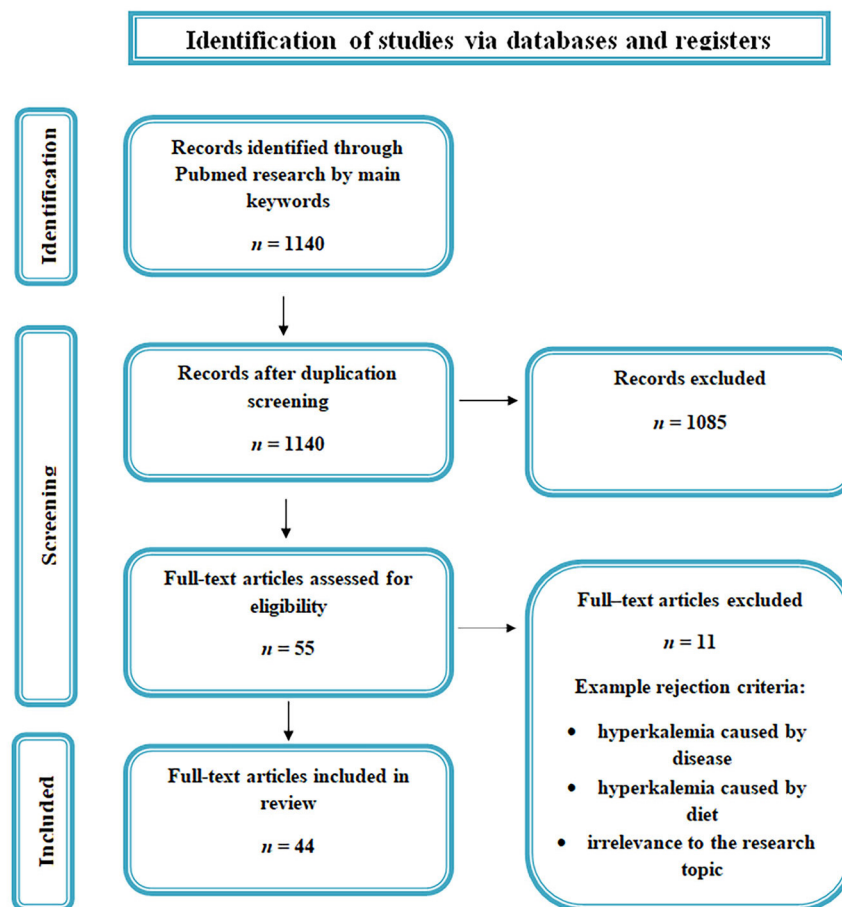 Identification of studies via databases and registers
Identification
Records identified through
Pubmed research by main
keywords
n = 1140
Screening
Records after duplication
screening
n = 1140
Records excluded
n = 1085
Full-text articles assessed for
eligibility
n = 55
Full–text articles excluded
n = 11
Example rejection criteria:
• hyperkalemia caused by
disease
• hyperkalemia caused by
diet
• irrelevance to the research
topic
Included
Full-text articles included in
review
n = 44